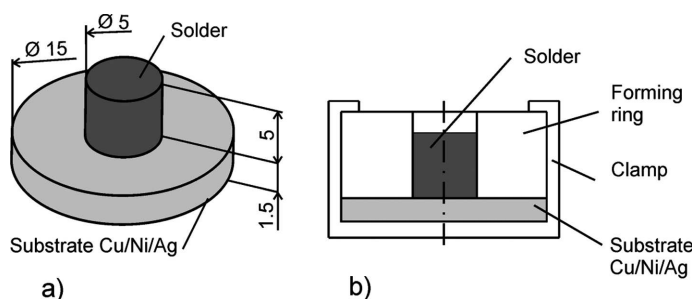 Ø 15
Ø 5
Solder
5
1.5
Substrate Cu/Ni/Ag
a)
Solder
Forming
ring
Clamp
Substrate
Cu/Ni/Ag
b)